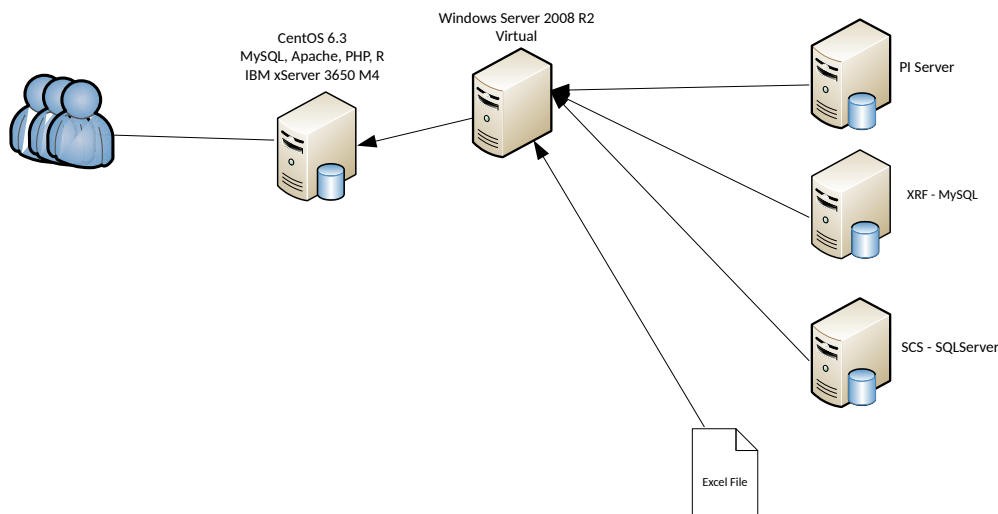 Windows Server 2008 R2
Virtual
CentOS 6.3
MySQL, Apache, PHP, R
IBM xServer 3650 M4
PI Server
XRF - MySQL
SCS - SQLServer
Excel File